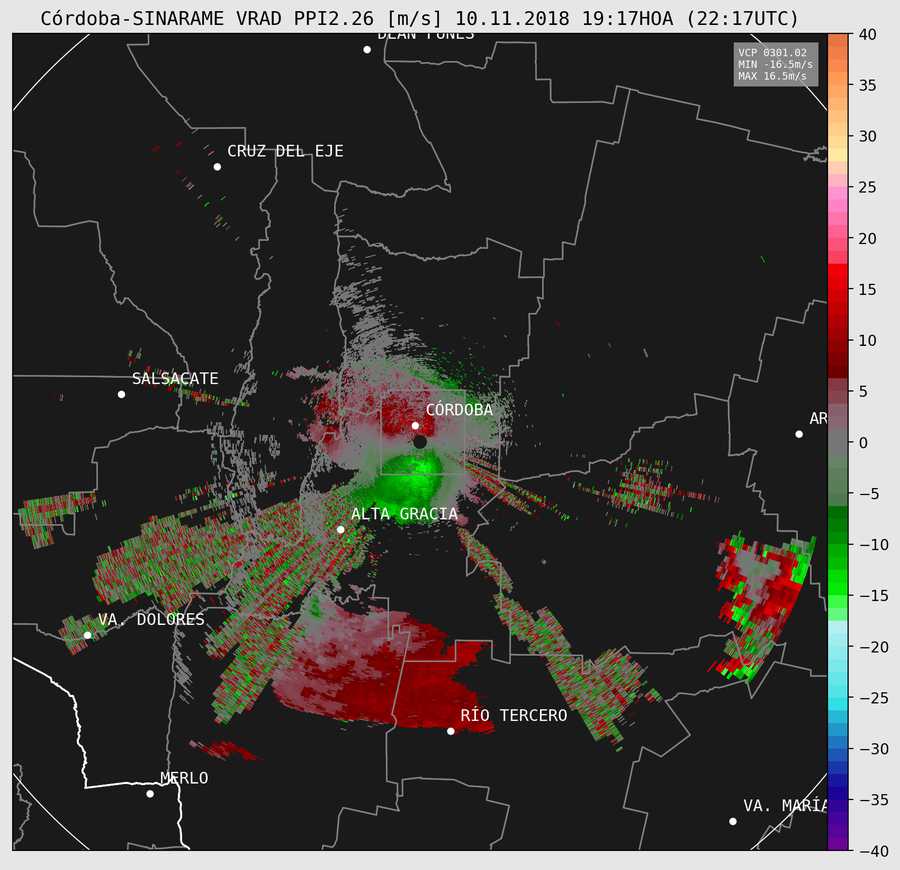 Córdoba-SINARAME VRAD PPI2.26 [m/s] 10.11.2018 19:17HOA (22:17UTC)
DEÁN FUNES
VCP 0301.02
MIN -16.5m/s
MAX 16.5m/s
CRUZ DEL EJE
SALSACATE
CÓRDOBA
AR
ALTA GRACIA
VA. DOLORES
RÍO TERCERO
MERLO
VA. MARÍA
40
35
30
25
20
15
10
5
0
−5
−10
−15
−20
−25
−30
−35
−40